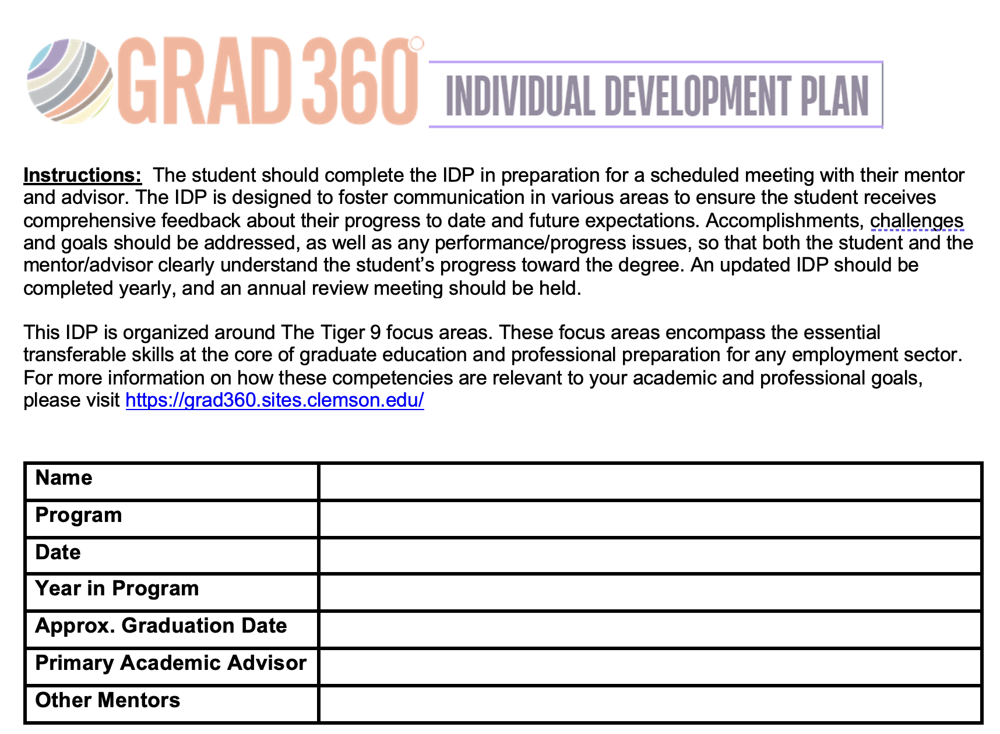 GRAD 360° INDIVIDUAL DEVELOPMENT PLAN
Instructions: The student should complete the IDP in preparation for a scheduled meeting with their mentor
and advisor. The IDP is designed to foster communication in various areas to ensure the student receives
comprehensive feedback about their progress to date and future expectations. Accomplishments, challenges
and goals should be addressed, as well as any performance/progress issues, so that both the student and the
mentor/advisor clearly understand the student’s progress toward the degree. An updated IDP should be
completed yearly, and an annual review meeting should be held.
This IDP is organized around The Tiger 9 focus areas. These focus areas encompass the essential
transferable skills at the core of graduate education and professional preparation for any employment sector.
For more information on how these competencies are relevant to your academic and professional goals,
please visit https://grad360.sites.clemson.edu/
Name
Program
Date
Year in Program
Approx. Graduation Date
Primary Academic Advisor
Other Mentors